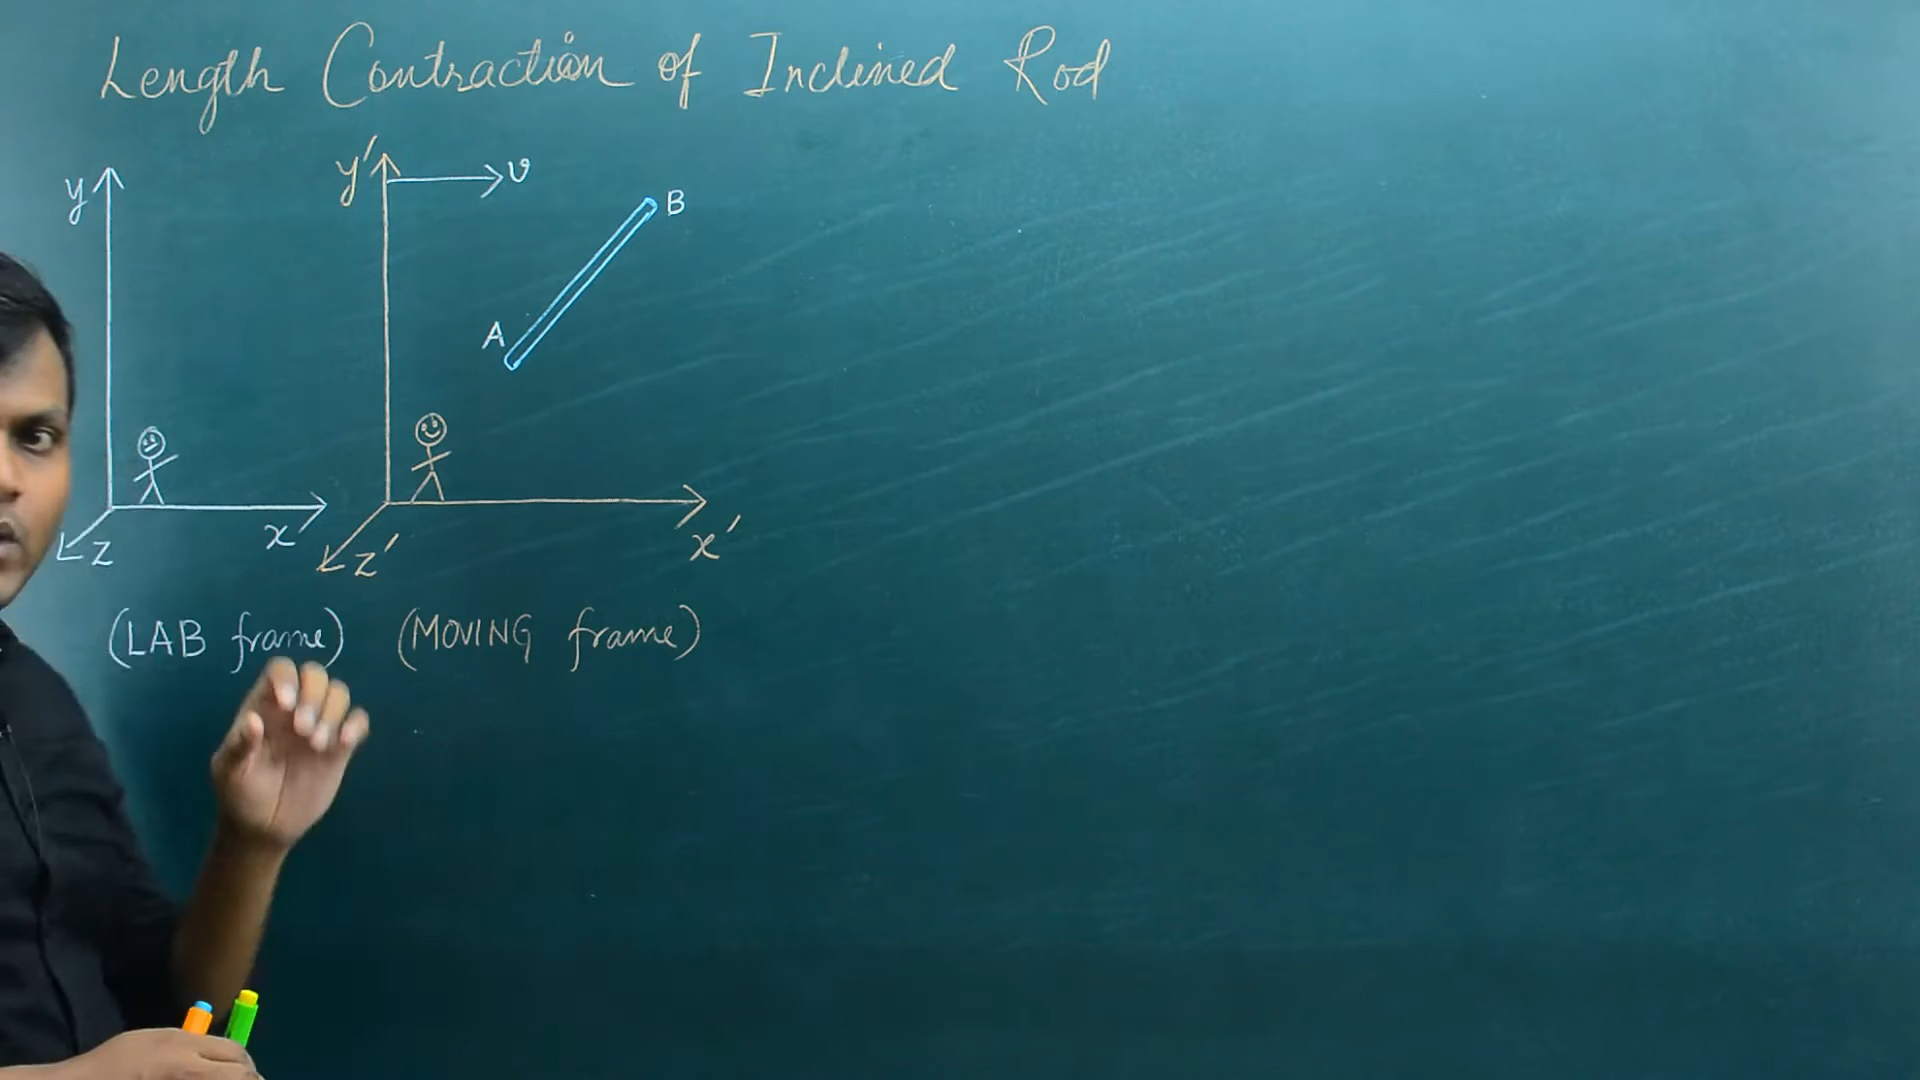 Length Contraction of Inclined Rod
y
y'
v
B
A
x
x'
z
z'
(LAB frame)
(MOVING frame)